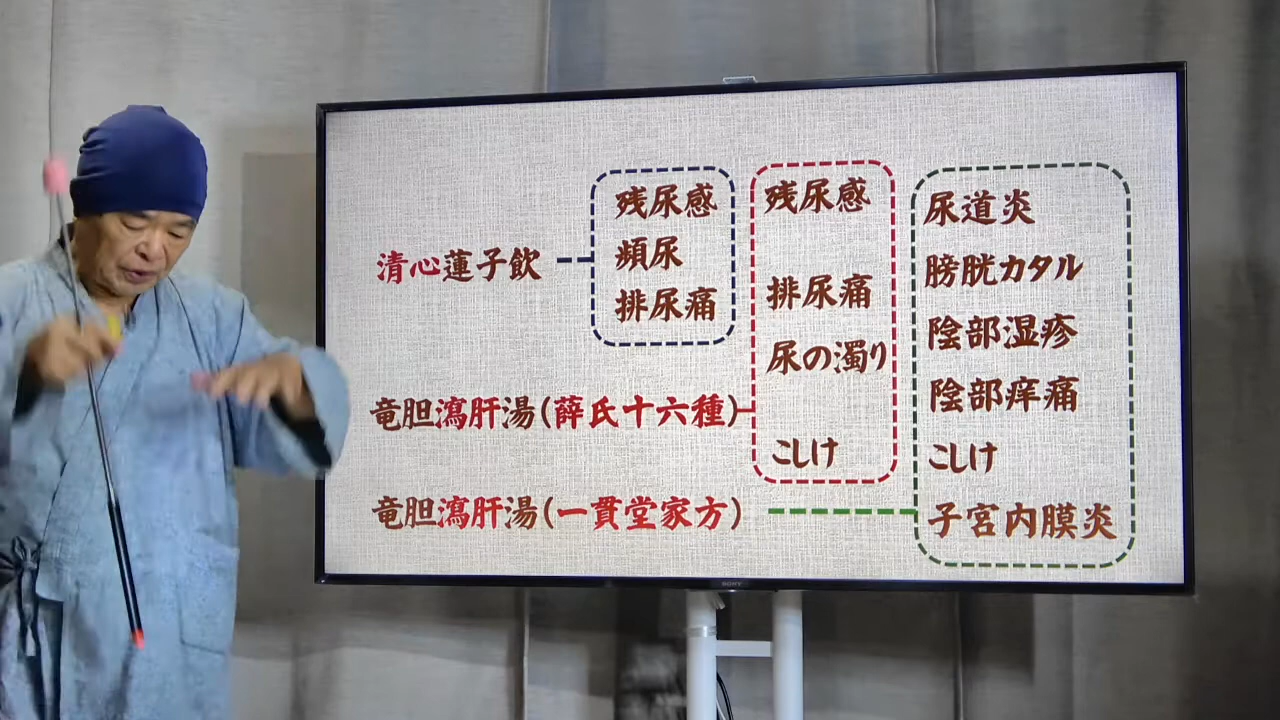 清心蓮子飲
残尿感
頻尿
排尿痛
竜胆瀉肝湯(薛氏十六種)
残尿感
排尿痛
尿の濁り
こしけ
竜胆瀉肝湯(一貫堂家方)
尿道炎
膀胱カタル
陰部湿疹
陰部痒痛
こしけ
子宮内膜炎
SONY